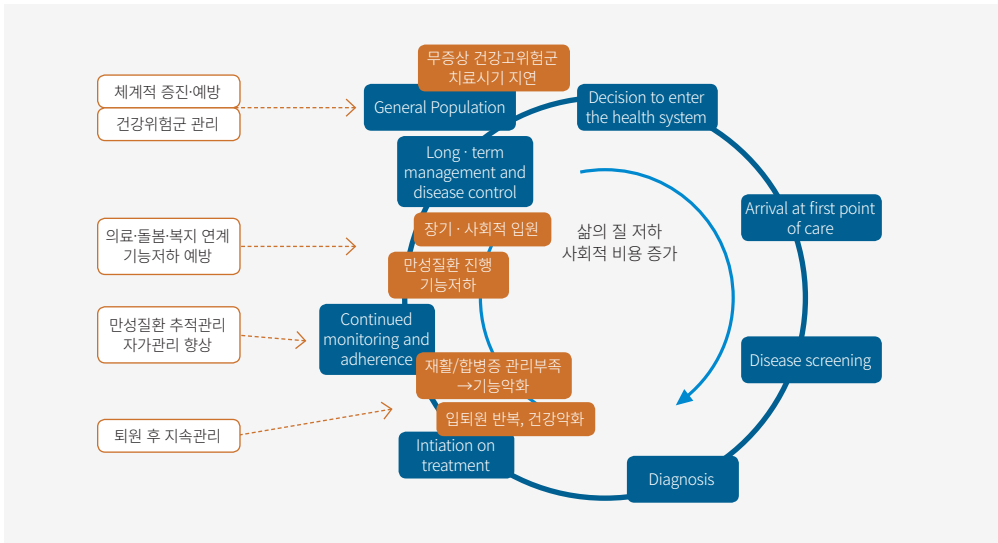 무증상 건강고위험군
치료시기 지연
General Population
Decision to enter
the health system
체계적 증진·예방
건강위험군 관리
Long · term
management and
disease control
Arrival at first point
of care
장기 · 사회적 입원
삶의 질 저하
사회적 비용 증가
의료·돌봄·복지 연계
기능저하 예방
만성질환 진행
기능저하
만성질환 추적관리
자가관리 향상
Continued
monitoring and
adherence
Disease screening
재활/합병증 관리부족
→기능악화
입퇴원 반복, 건강악화
퇴원 후 지속관리
Intiation on
treatment
Diagnosis